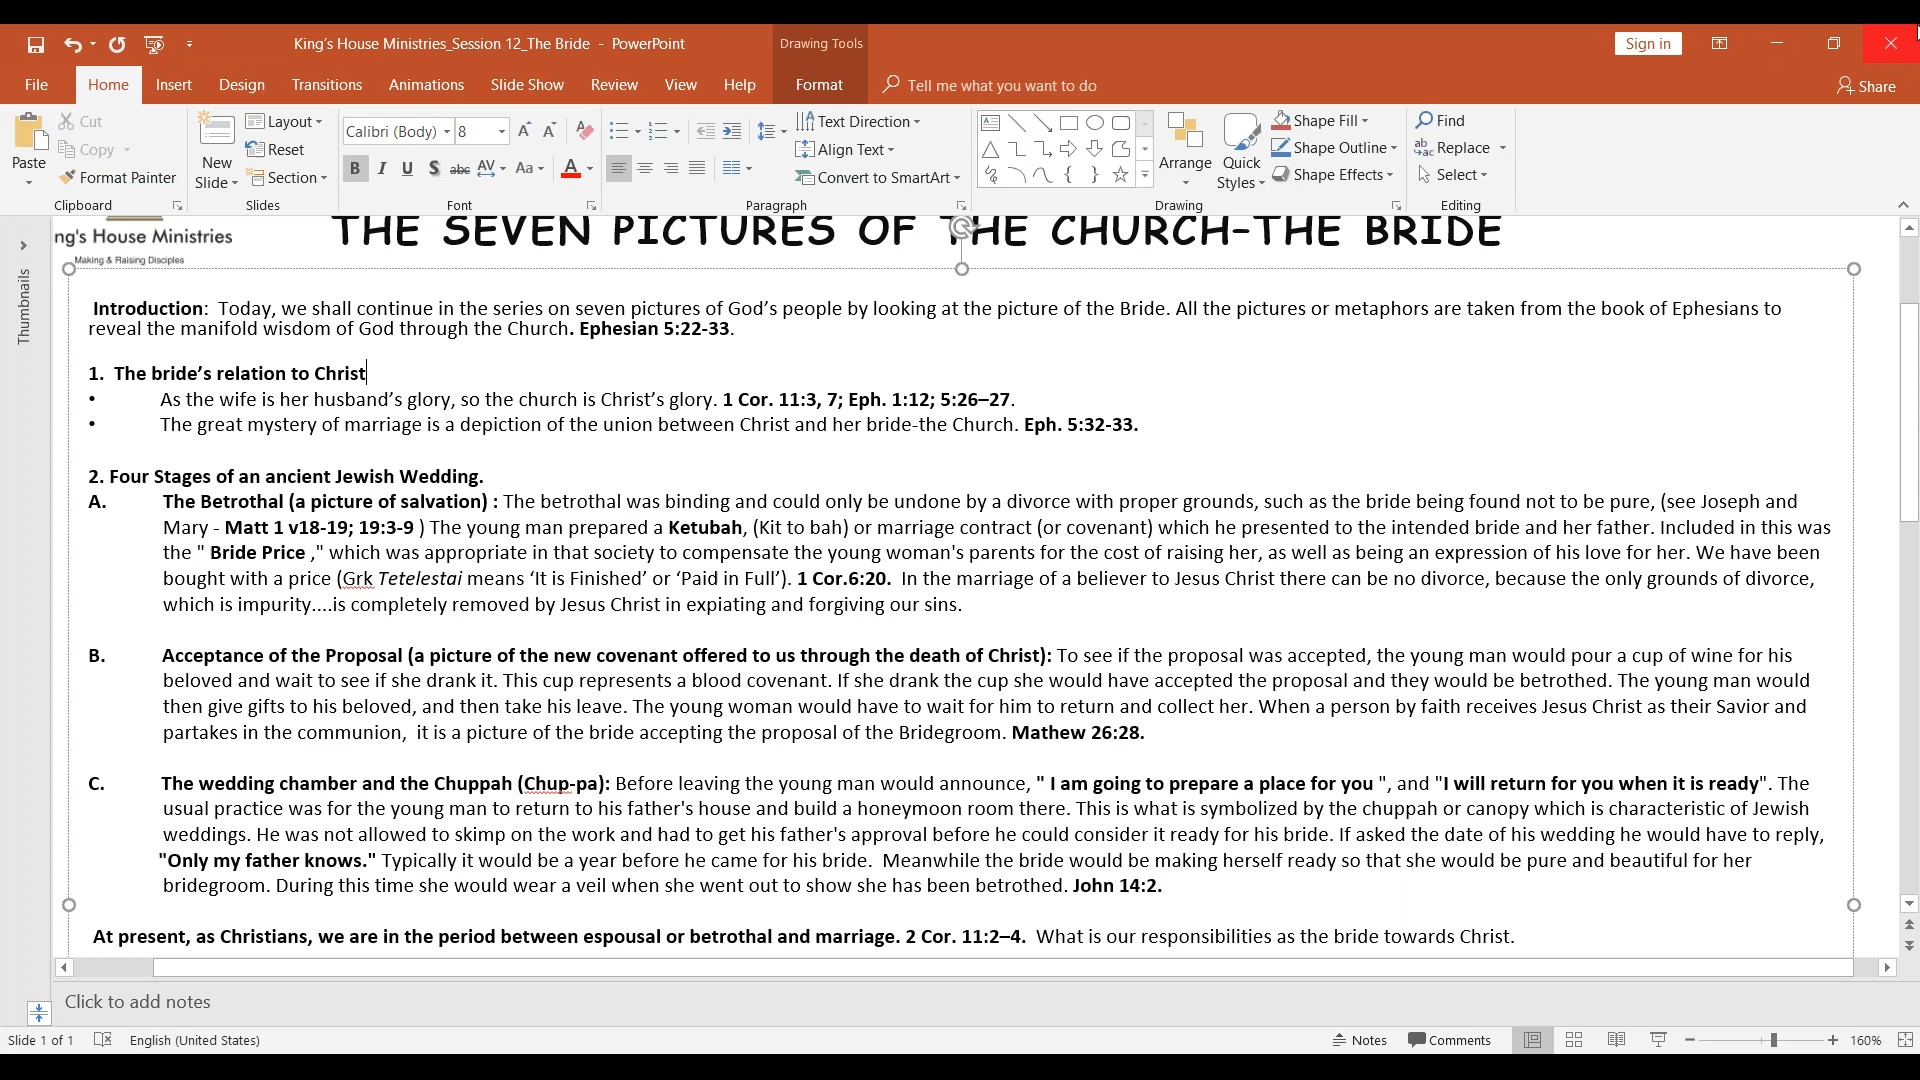 King's House Ministries_Session 12_The Bride - PowerPoint
Drawing Tools
Sign in
File Home Insert Design Transitions Animations Slide Show Review View Help Format Tell me what you want to do Share
Paste
Cut
Copy
Format Painter
Clipboard
New Slide
Layout
Reset
Section
Slides
Calibri (Body) 8
B I U S abc AV Aa A
Font
Text Direction
Align Text
Convert to SmartArt
Paragraph
Arrange
Quick Styles
Shape Fill
Shape Outline
Shape Effects
Drawing
Find
Replace
Select
Editing
Thumbnails
ng's House Ministries
Making & Raising Disciples
THE SEVEN PICTURES OF THE CHURCH-THE BRIDE
Introduction: Today, we shall continue in the series on seven pictures of God’s people by looking at the picture of the Bride. All the pictures or metaphors are taken from the book of Ephesians to
reveal the manifold wisdom of God through the Church. Ephesian 5:22-33.
1. The bride’s relation to Christ
• As the wife is her husband’s glory, so the church is Christ’s glory. 1 Cor. 11:3, 7; Eph. 1:12; 5:26–27.
• The great mystery of marriage is a depiction of the union between Christ and her bride-the Church. Eph. 5:32-33.
2. Four Stages of an ancient Jewish Wedding.
A. The Betrothal (a picture of salvation) : The betrothal was binding and could only be undone by a divorce with proper grounds, such as the bride being found not to be pure, (see Joseph and
Mary - Matt 1 v18-19; 19:3-9 ) The young man prepared a Ketubah, (Kit to bah) or marriage contract (or covenant) which he presented to the intended bride and her father. Included in this was
the " Bride Price ," which was appropriate in that society to compensate the young woman's parents for the cost of raising her, as well as being an expression of his love for her. We have been
bought with a price (Grk Tetelestai means ‘It is Finished’ or ‘Paid in Full’). 1 Cor.6:20. In the marriage of a believer to Jesus Christ there can be no divorce, because the only grounds of divorce,
which is impurity....is completely removed by Jesus Christ in expiating and forgiving our sins.
B. Acceptance of the Proposal (a picture of the new covenant offered to us through the death of Christ): To see if the proposal was accepted, the young man would pour a cup of wine for his
beloved and wait to see if she drank it. This cup represents a blood covenant. If she drank the cup she would have accepted the proposal and they would be betrothed. The young man would
then give gifts to his beloved, and then take his leave. The young woman would have to wait for him to return and collect her. When a person by faith receives Jesus Christ as their Savior and
partakes in the communion, it is a picture of the bride accepting the proposal of the Bridegroom. Mathew 26:28.
C. The wedding chamber and the Chuppah (Chup-pa): Before leaving the young man would announce, " I am going to prepare a place for you ", and "I will return for you when it is ready". The
usual practice was for the young man to return to his father's house and build a honeymoon room there. This is what is symbolized by the chuppah or canopy which is characteristic of Jewish
weddings. He was not allowed to skimp on the work and had to get his father's approval before he could consider it ready for his bride. If asked the date of his wedding he would have to reply,
"Only my father knows." Typically it would be a year before he came for his bride. Meanwhile the bride would be making herself ready so that she would be pure and beautiful for her
bridegroom. During this time she would wear a veil when she went out to show she has been betrothed. John 14:2.
At present, as Christians, we are in the period between espousal or betrothal and marriage. 2 Cor. 11:2–4. What is our responsibilities as the bride towards Christ.
Click to add notes
Slide 1 of 1 English (United States) Notes Comments 160%